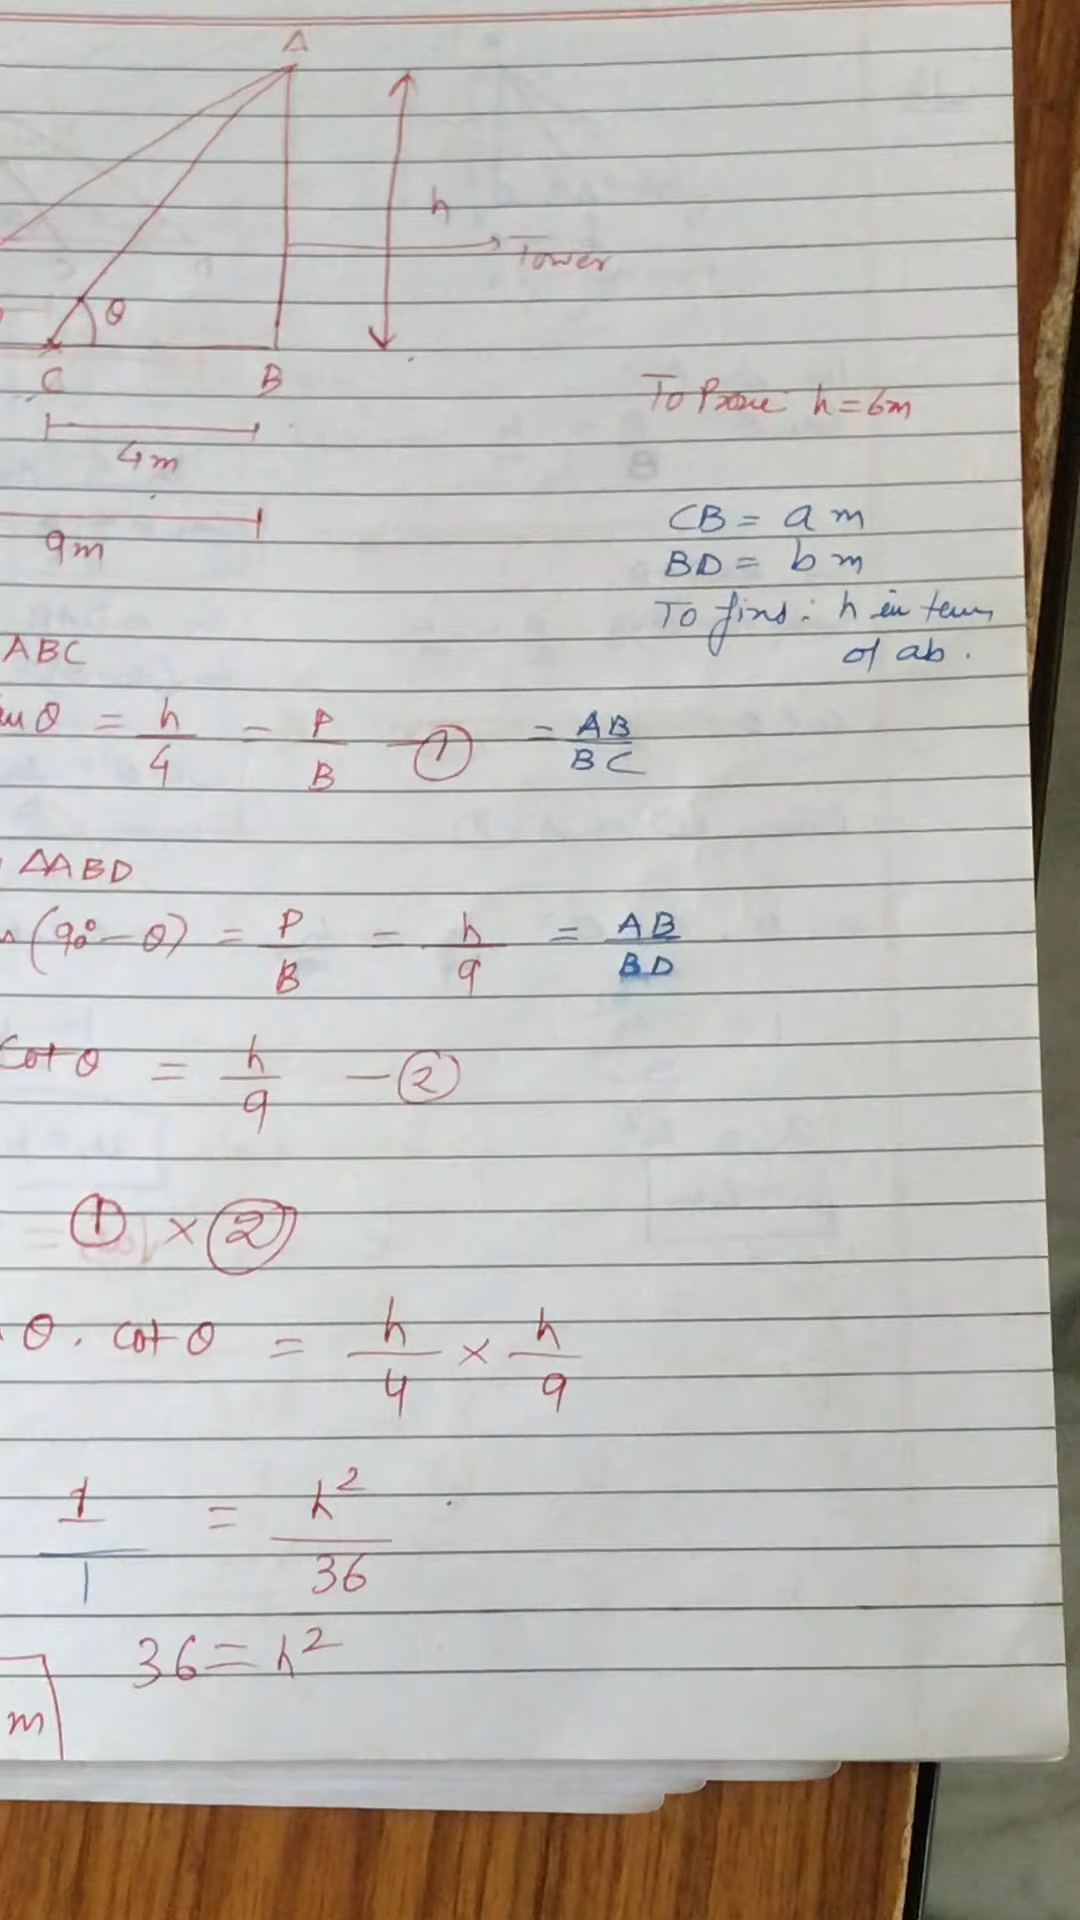 A
h
Tower
θ
C B
To Prove: h = 6m
4m
CB = a m
9m
BD = b m
To find: h in term
of ab.
ABC
θ = h/4 = P/B — ① = AB/BC
ΔABD
(90° − θ) = P/B = h/9 = AB/BD
Cot θ = h/9 — ②
① × ②
θ . Cot θ = h/4 × h/9
1/1 = h²/36
36 = h²
m